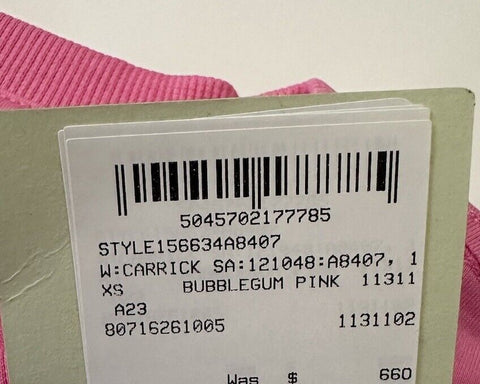 5045702177785
STYLE156634A8407
W:CARRICK SA:121048:A8407, 1
XS BUBBLEGUM PINK 11311
A23
80716261005 1131102
Was $ 660